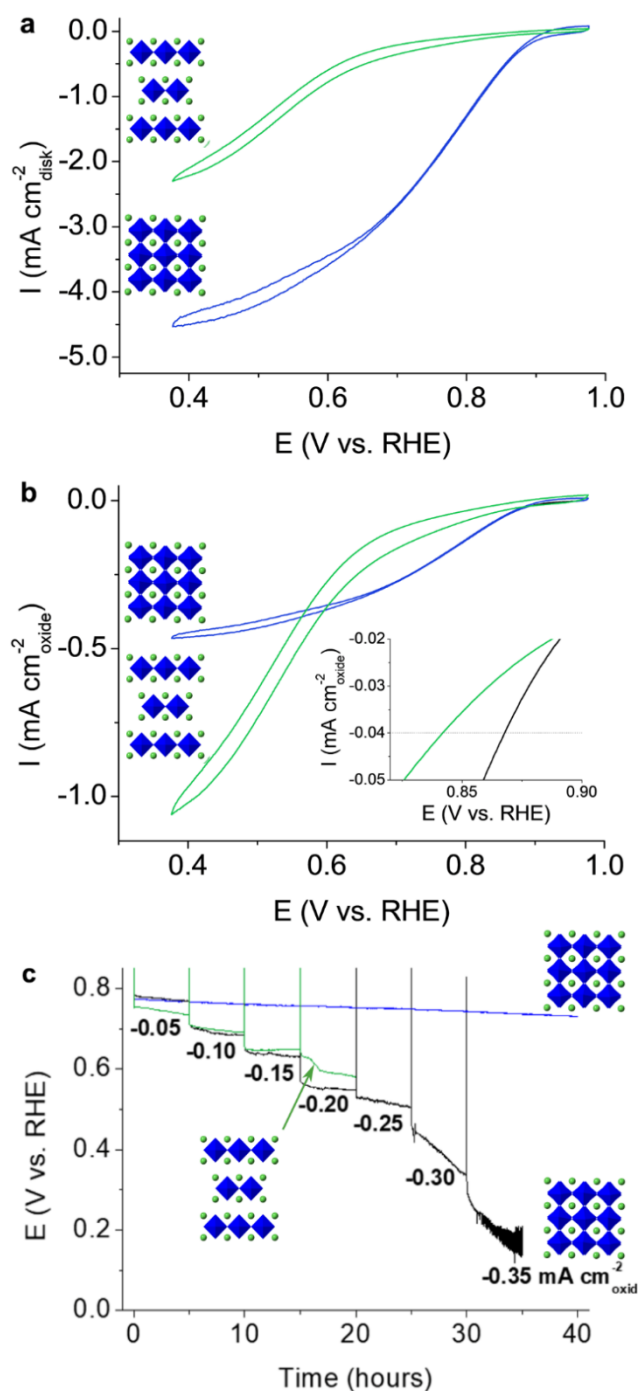 a
0.0
-1.0
-2.0
-3.0
-4.0
-5.0
I (mA cm-2disk)
0.4 0.6 0.8 1.0
E (V vs. RHE)
b
0.0
-0.5
-1.0
I (mA cm-2oxide)
-0.02
-0.03
-0.04
-0.05
I (mA cm-2oxide)
0.85 0.90
E (V vs. RHE)
0.4 0.6 0.8 1.0
E (V vs. RHE)
c
0.8
0.6
0.4
0.2
0.0
E (V vs. RHE)
-0.05
-0.10
-0.15
-0.20
-0.25
-0.30
-0.35 mA cm-2oxid
0 10 20 30 40
Time (hours)